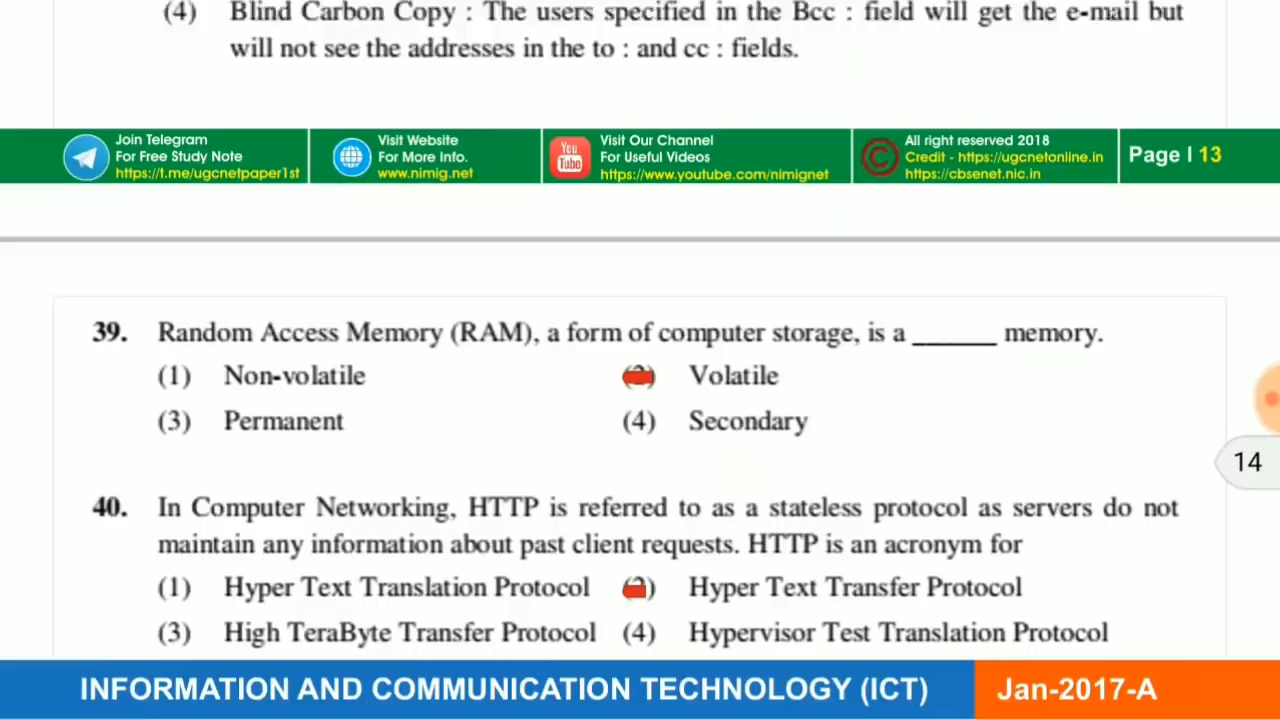 (4) Blind Carbon Copy : The users specified in the Bcc : field will get the e-mail but
will not see the addresses in the to : and cc : fields.
Join Telegram
For Free Study Note
https://t.me/ugcnetpaper1st
Visit Website
For More Info.
www.nimig.net
You
Tube
Visit Our Channel
For Useful Videos
https://www.youtube.com/nimignet
©
All right reserved 2018
Credit - https://ugcnetonline.in
https://cbsenet.nic.in
Page | 13
39. Random Access Memory (RAM), a form of computer storage, is a ______ memory.
(1) Non-volatile
Volatile
(3) Permanent
(4) Secondary
14
40. In Computer Networking, HTTP is referred to as a stateless protocol as servers do not
maintain any information about past client requests. HTTP is an acronym for
(1) Hyper Text Translation Protocol
Hyper Text Transfer Protocol
(3) High TeraByte Transfer Protocol
(4) Hypervisor Test Translation Protocol
INFORMATION AND COMMUNICATION TECHNOLOGY (ICT)
Jan-2017-A